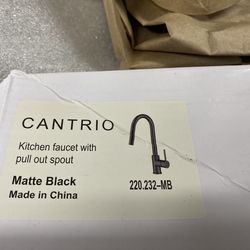 CANTRIO
Kitchen faucet with
pull out spout
Matte Black
Made in China
220.232-MB